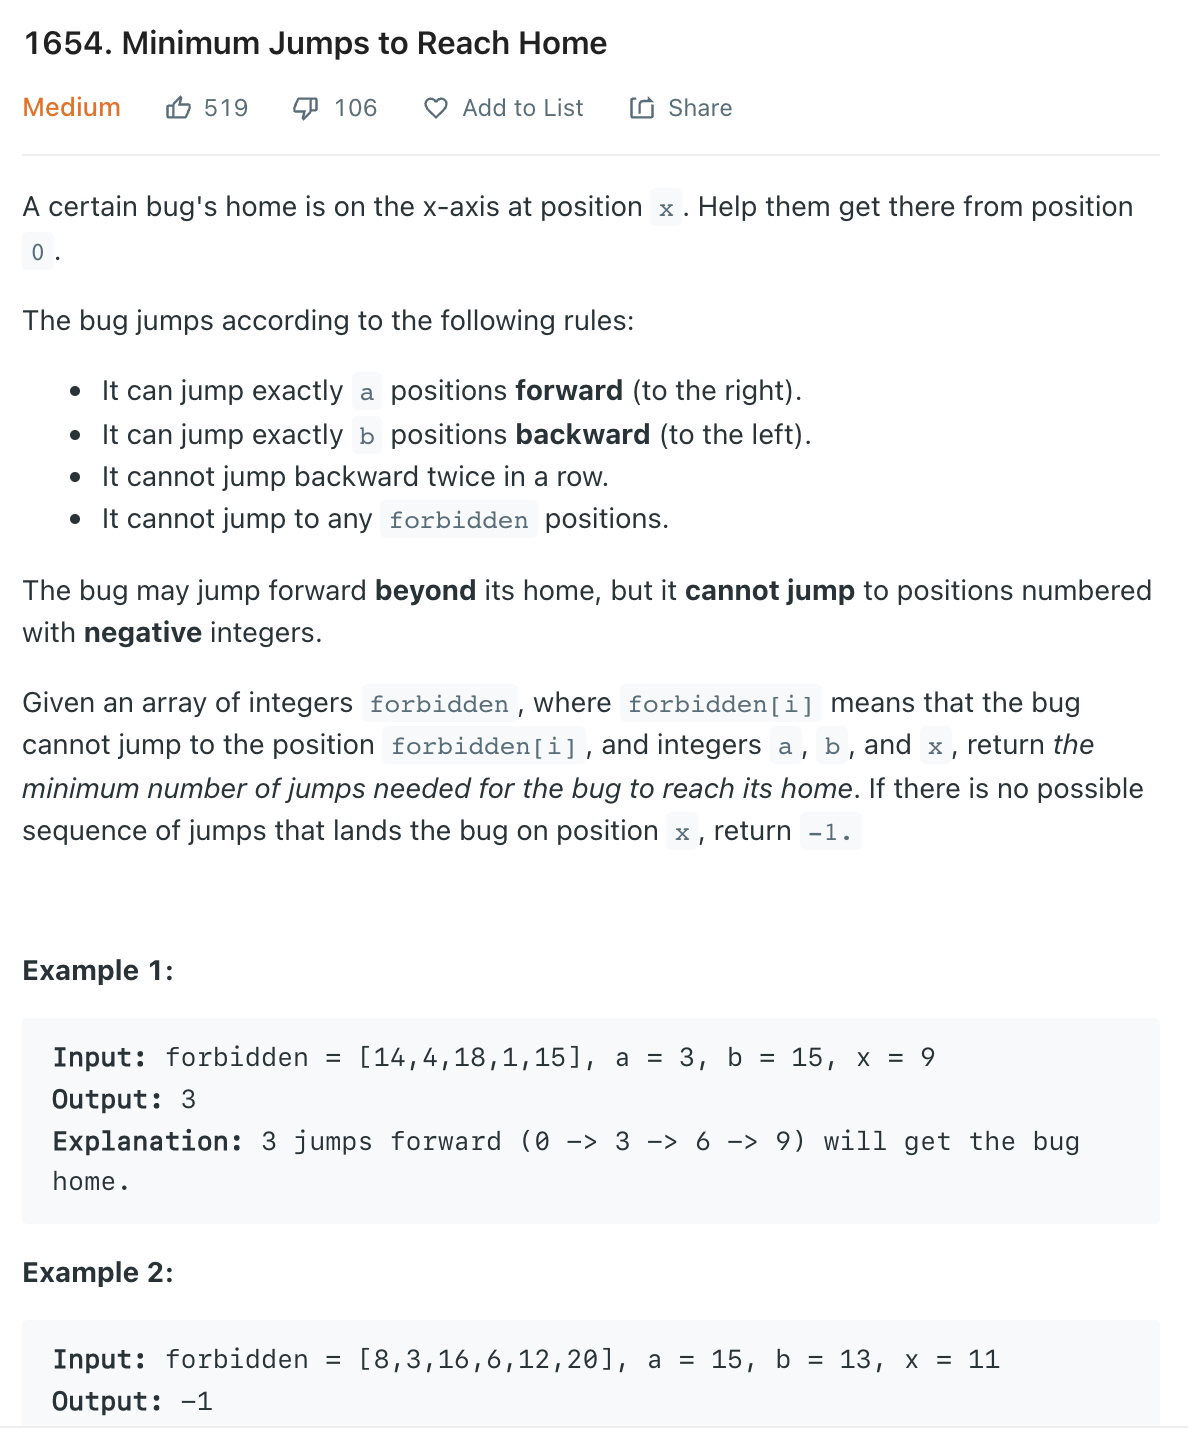 1654. Minimum Jumps to Reach Home
Medium 519 106 Add to List Share
A certain bug's home is on the x-axis at position x. Help them get there from position
0.
The bug jumps according to the following rules:
• It can jump exactly a positions forward (to the right).
• It can jump exactly b positions backward (to the left).
• It cannot jump backward twice in a row.
• It cannot jump to any forbidden positions.
The bug may jump forward beyond its home, but it cannot jump to positions numbered
with negative integers.
Given an array of integers forbidden, where forbidden[i] means that the bug
cannot jump to the position forbidden[i], and integers a, b, and x, return the
minimum number of jumps needed for the bug to reach its home. If there is no possible
sequence of jumps that lands the bug on position x, return -1.
Example 1:
Input: forbidden = [14,4,18,1,15], a = 3, b = 15, x = 9
Output: 3
Explanation: 3 jumps forward (0 -> 3 -> 6 -> 9) will get the bug
home.
Example 2:
Input: forbidden = [8,3,16,6,12,20], a = 15, b = 13, x = 11
Output: -1